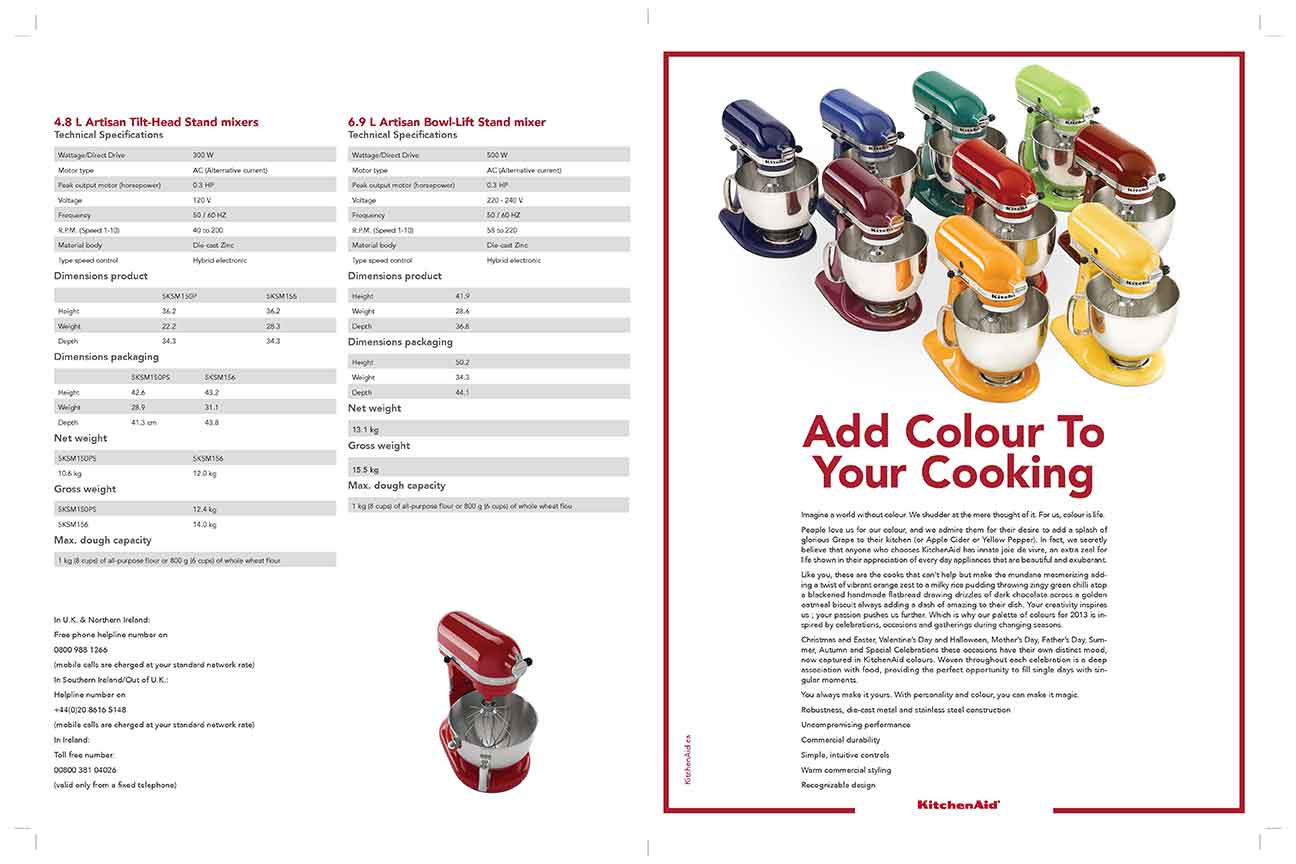 4.8 L Artisan Tilt-Head Stand mixers
Technical Specifications
Wattage/Direct Drive 300 W
Motor type AC (Alternative current)
Peak output motor (horsepower) 0.3 HP
Voltage 120 V
Frequency 50 / 60 HZ
R.P.M. (Speed 1-10) 40 to 200
Material body Die-cast Zinc
Type speed control Hybrid electronic
Dimensions product
5KSM150P 5KSM156
Height 36.2 36.2
Weight 22.2 28.3
Depth 34.3 34.3
Dimensions packaging
5KSM150PS 5KSM156
Height 42.6 43.2
Weight 28.9 31.1
Depth 41.3 cm 43.8
Net weight
5KSM150PS 5KSM156
10.6 kg 12.0 kg
Gross weight
5KSM150PS 12.4 kg
5KSM156 14.0 kg
Max. dough capacity
1 kg (8 cups) of all-purpose flour or 800 g (6 cups) of whole wheat flour
6.9 L Artisan Bowl-Lift Stand mixer
Technical Specifications
Wattage/Direct Drive 500 W
Motor type AC (Alternative current)
Peak output motor (horsepower) 0.3 HP
Voltage 220 - 240 V
Frequency 50 / 60 HZ
R.P.M. (Speed 1-10) 58 to 220
Material body Die-cast Zinc
Type speed control Hybrid electronic
Dimensions product
Height 41.9
Weight 28.6
Depth 36.8
Dimensions packaging
Height 50.2
Weight 34.3
Depth 44.1
Net weight
13.1 kg
Gross weight
15.5 kg
Max. dough capacity
1 kg (8 cups) of all-purpose flour or 800 g (6 cups) of whole wheat flou
In U.K. & Northern Ireland:
Free phone helpline number on
0800 988 1266
(mobile calls are charged at your standard network rate)
In Southern Ireland/Out of U.K.:
Helpline number on
+44(0)20 8616 5148
(mobile calls are charged at your standard network rate)
In Ireland:
Toll free number:
00800 381 04026
(valid only from a fixed telephone)
Add Colour To
Your Cooking
Imagine a world without colour. We shudder at the mere thought of it. For us, colour is life.
People love us for our colour, and we admire them for their desire to add a splash of
glorious Grape to their kitchen (or Apple Cider or Yellow Pepper). In fact, we secretly
believe that anyone who chooses KitchenAid has innate joie de vivre, an extra zeal for
life shown in their appreciation of every day appliances that are beautiful and exuberant.
Like you, these are the cooks that can't help but make the mundane mesmerizing add-
ing a twist of vibrant orange zest to a milky rice pudding throwing zingy green chilli atop
a blackened handmade flatbread drawing drizzles of dark chocolate across a golden
oatmeal biscuit always adding a dash of amazing to their dish. Your creativity inspires
us ; your passion pushes us further. Which is why our palette of colours for 2013 is in-
spired by celebrations, occasions and gatherings during changing seasons.
Christmas and Easter, Valentine's Day and Halloween, Mother's Day, Father's Day, Sum-
mer, Autumn and Special Celebrations these occasions have their own distinct mood,
now captured in KitchenAid colours. Woven throughout each celebration is a deep
association with food, providing the perfect opportunity to fill single days with sin-
gular moments.
You always make it yours. With personality and colour, you can make it magic.
Robustness, die-cast metal and stainless steel construction
Uncompromising performance
Commercial durability
Simple, intuitive controls
Warm commercial styling
Recognizable design
KitchenAid.ca
KitchenAid